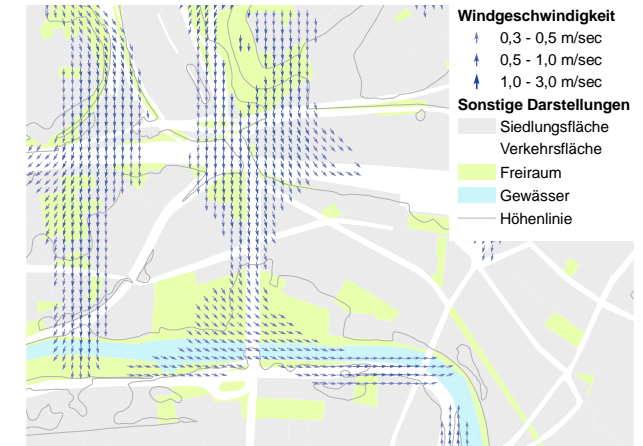 Windgeschwindigkeit
0,3 - 0,5 m/sec
0,5 - 1,0 m/sec
1,0 - 3,0 m/sec
Sonstige Darstellungen
Siedlungsfläche
Verkehrsfläche
Freiraum
Gewässer
Höhenlinie